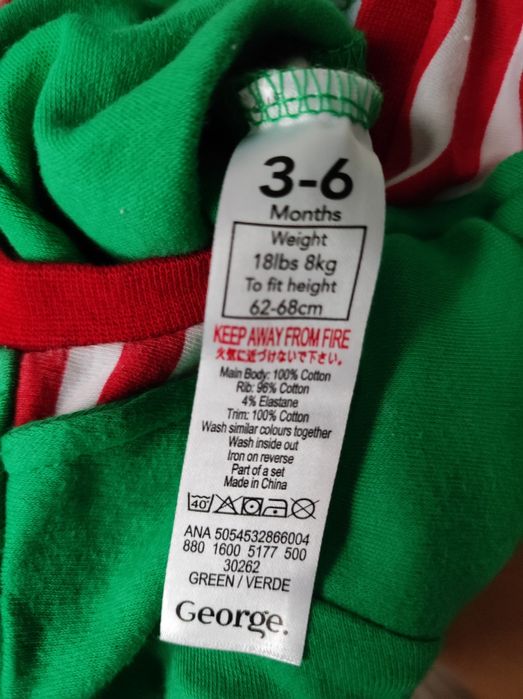 3-6
Months
Weight
18lbs 8kg
To fit height
62-68cm
KEEP AWAY FROM FIRE
火気に近づけないで下さい。
Main Body: 100% Cotton
Rib: 96% Cotton
4% Elastane
Trim: 100% Cotton
Wash similar colours together
Wash inside out
Iron on reverse
Part of a set
Made in China
40°
ANA 5054532866004
880 1600 5177 500
30262
GREEN / VERDE
George.